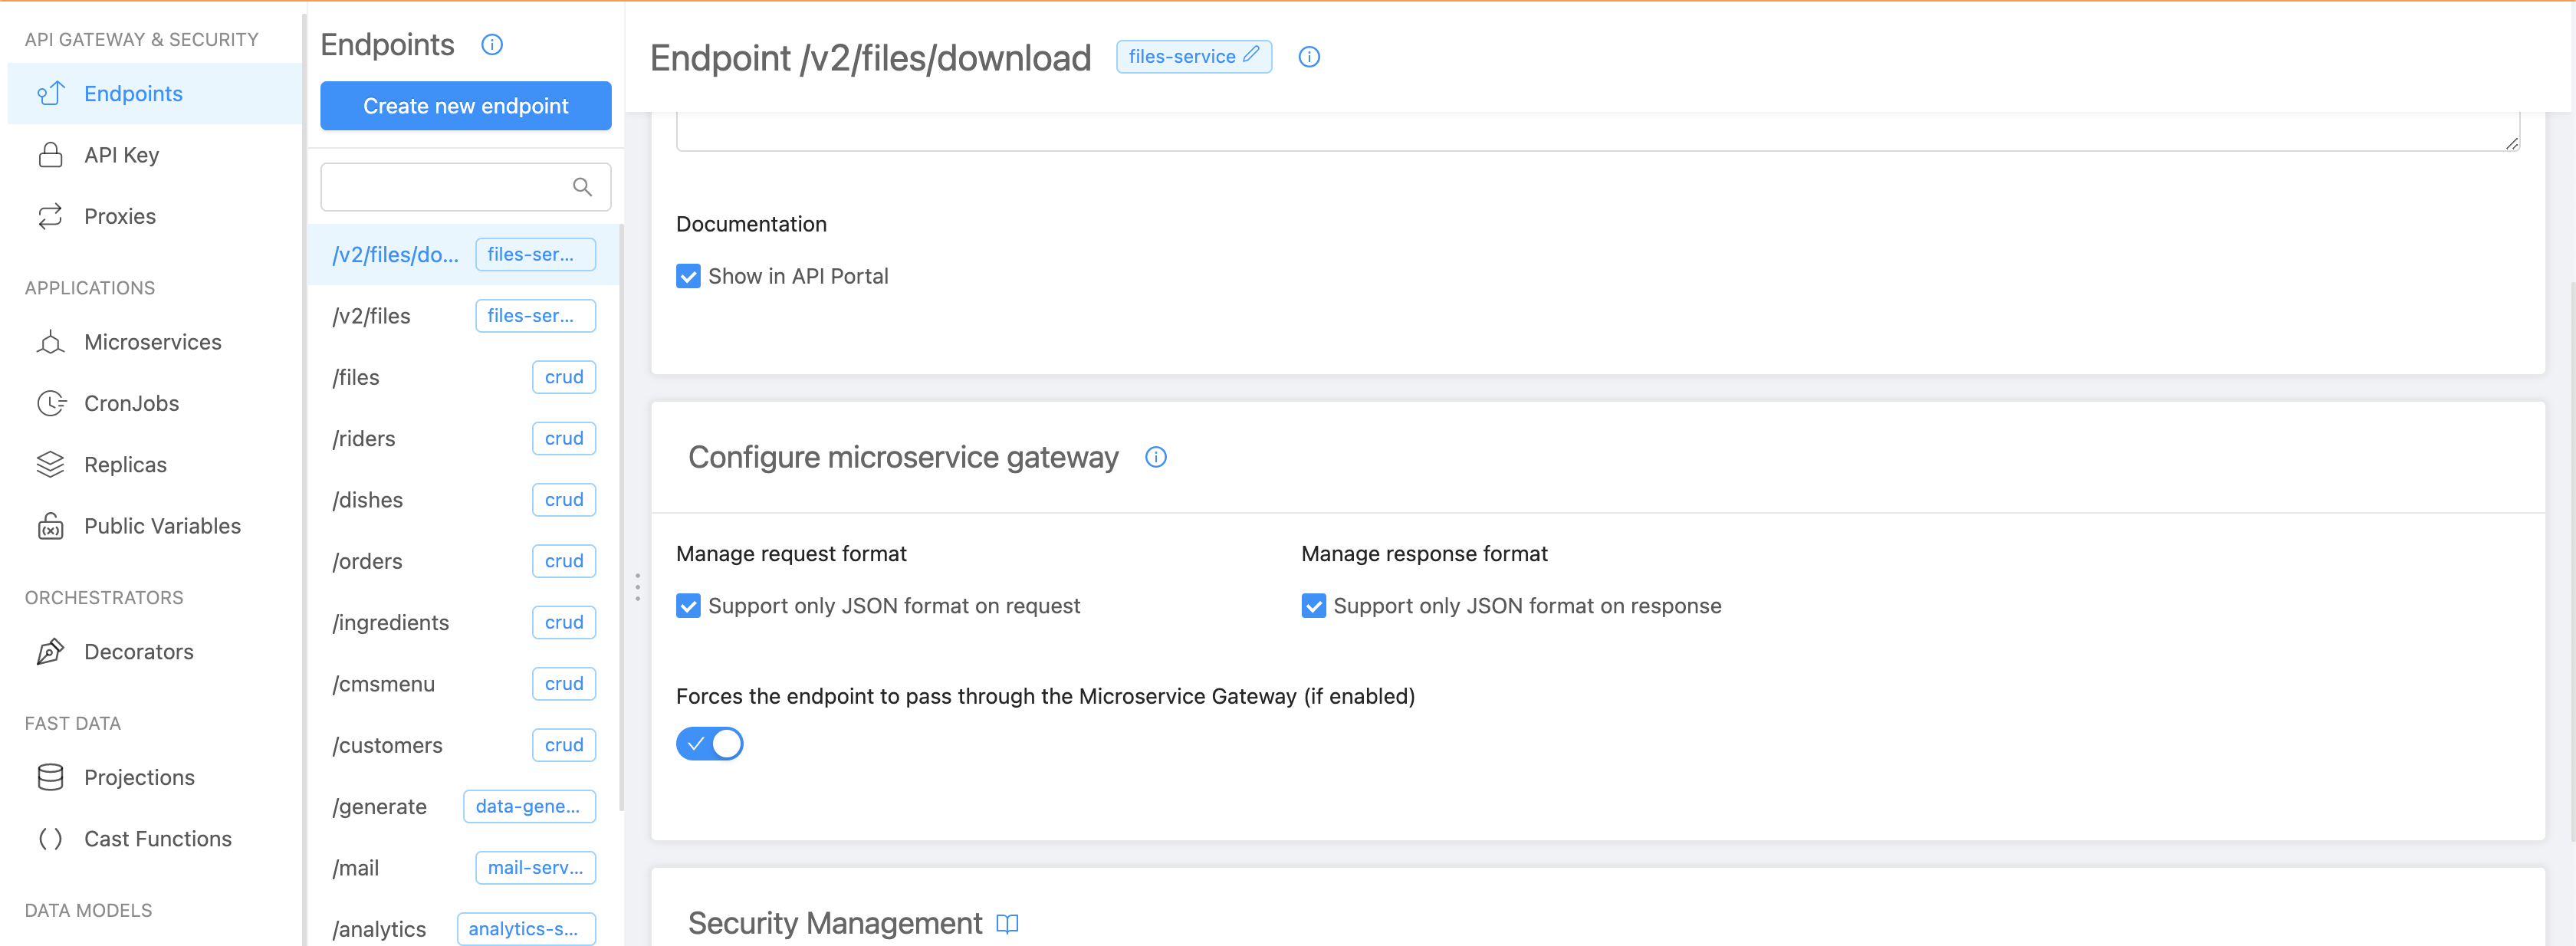 API GATEWAY & SECURITY
Endpoints
API Key
Proxies
APPLICATIONS
Microservices
CronJobs
Replicas
Public Variables
ORCHESTRATORS
Decorators
FAST DATA
Projections
Cast Functions
DATA MODELS
Endpoints
Create new endpoint
/v2/files/do... files-ser...
/v2/files files-ser...
/files crud
/riders crud
/dishes crud
/orders crud
/ingredients crud
/cmsmenu crud
/customers crud
/generate data-gene...
/mail mail-serv...
/analytics analytics-s...
Endpoint /v2/files/download files-service
Documentation
Show in API Portal
Configure microservice gateway
Manage request format Manage response format
Support only JSON format on request Support only JSON format on response
Forces the endpoint to pass through the Microservice Gateway (if enabled)
Security Management